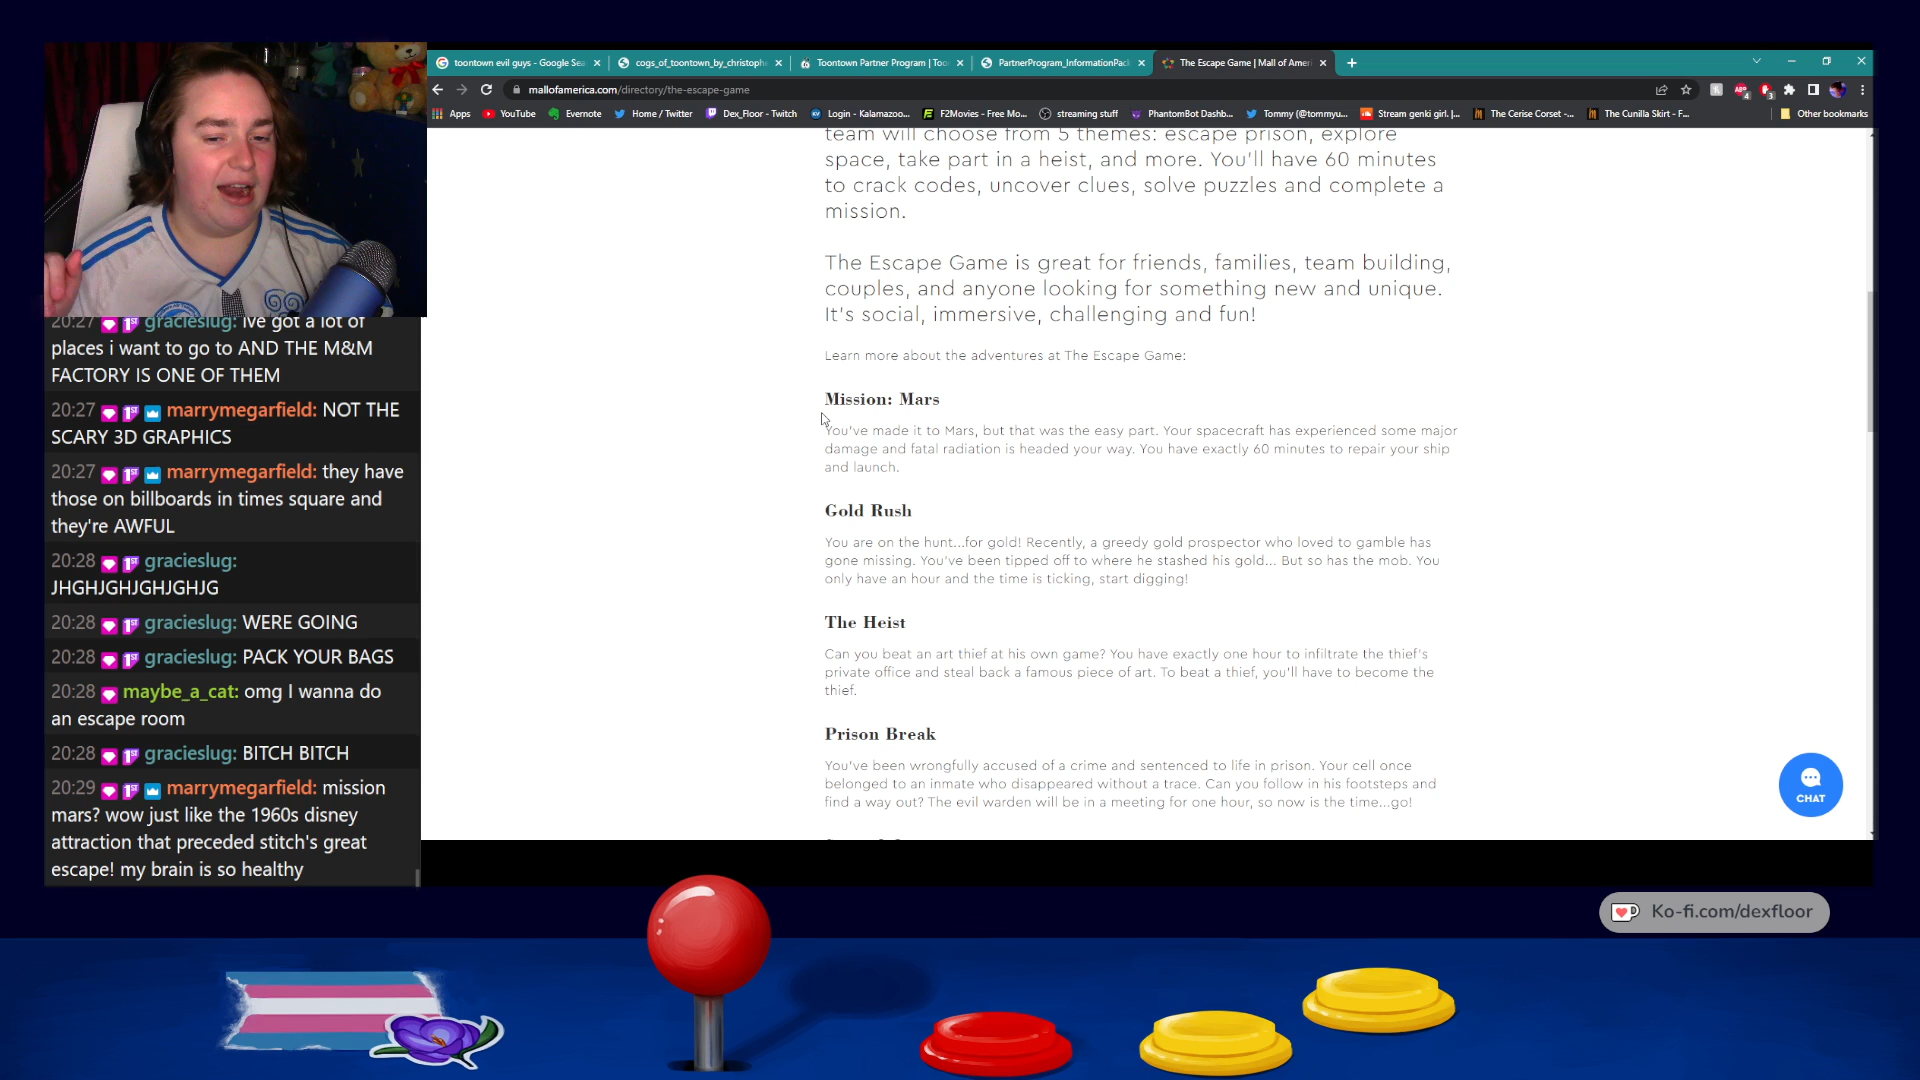 toontown evil guys - Google Sea
cogs_of_toontown_by_christophe
Toontown Partner Program | Too
PartnerProgram_InformationPac
The Escape Game | Mall of Ameri
mallofamerica.com/directory/the-escape-game
Apps
YouTube
Evernote
Home / Twitter
Dex_Floor - Twitch
Login - Kalamazoo...
F2Movies - Free Mo...
streaming stuff
PhantomBot Dashb...
Tommy (@tommyu...
Stream genki girl. |...
The Cerise Corset -...
The Cunilla Skirt - F...
Other bookmarks
team will choose from 5 themes: escape prison, explore
space, take part in a heist, and more. You'll have 60 minutes
to crack codes, uncover clues, solve puzzles and complete a
mission.
The Escape Game is great for friends, families, team building,
couples, and anyone looking for something new and unique.
It's social, immersive, challenging and fun!
Learn more about the adventures at The Escape Game:
Mission: Mars
You've made it to Mars, but that was the easy part. Your spacecraft has experienced some major
damage and fatal radiation is headed your way. You have exactly 60 minutes to repair your ship
and launch.
Gold Rush
You are on the hunt...for gold! Recently, a greedy gold prospector who loved to gamble has
gone missing. You've been tipped off to where he stashed his gold... But so has the mob. You
only have an hour and the time is ticking, start digging!
The Heist
Can you beat an art thief at his own game? You have exactly one hour to infiltrate the thief's
private office and steal back a famous piece of art. To beat a thief, you'll have to become the
thief.
Prison Break
You've been wrongfully accused of a crime and sentenced to life in prison. Your cell once
belonged to an inmate who disappeared without a trace. Can you follow in his footsteps and
find a way out? The evil warden will be in a meeting for one hour, so now is the time...go!
CHAT
20:27 gracieslug: ive got a lot of
places i want to go to AND THE M&M
FACTORY IS ONE OF THEM
20:27 marrymegarfield: NOT THE
SCARY 3D GRAPHICS
20:27 marrymegarfield: they have
those on billboards in times square and
they're AWFUL
20:28 gracieslug:
JHGHJGHJGHJGHJG
20:28 gracieslug: WERE GOING
20:28 gracieslug: PACK YOUR BAGS
20:28 maybe_a_cat: omg I wanna do
an escape room
20:28 gracieslug: BITCH BITCH
20:29 marrymegarfield: mission
mars? wow just like the 1960s disney
attraction that preceded stitch's great
escape! my brain is so healthy
Ko-fi.com/dexfloor